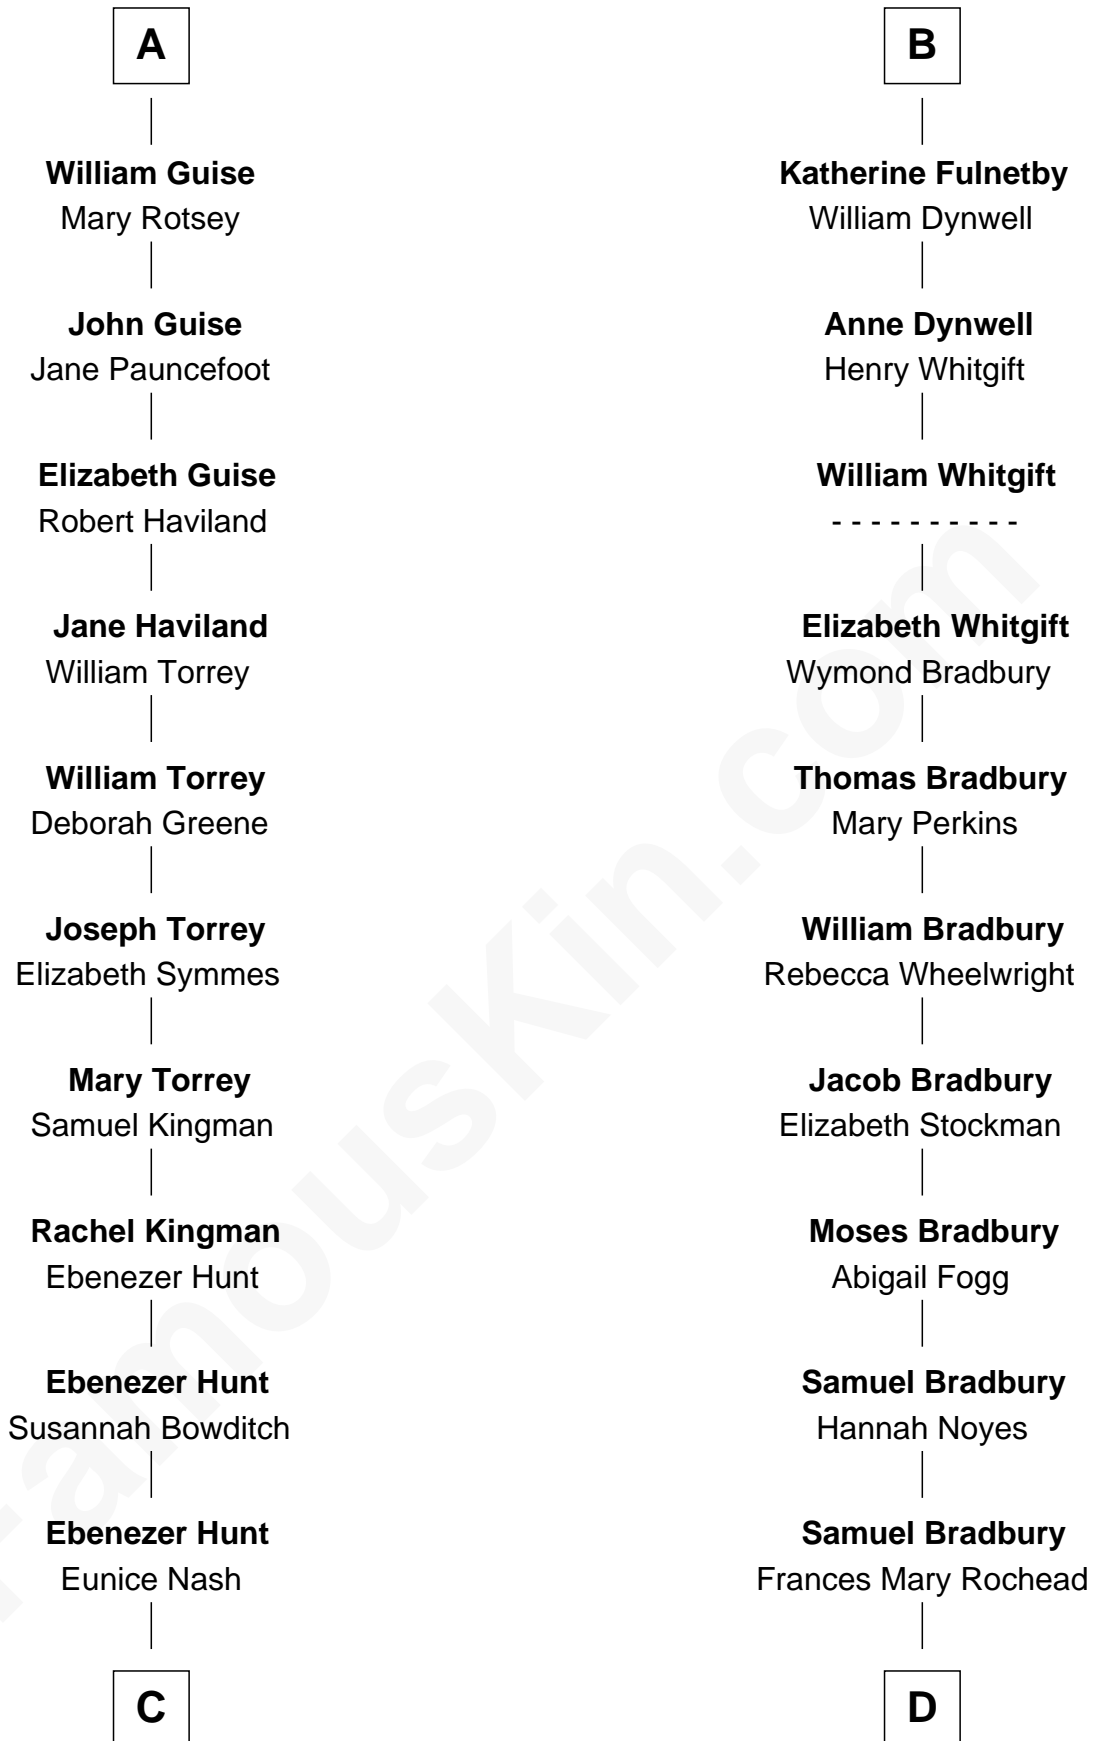 A
William Guise
Mary Rotsey
John Guise
Jane Pauncefoot
Elizabeth Guise
Robert Haviland
Jane Haviland
William Torrey
William Torrey
Deborah Greene
Joseph Torrey
Elizabeth Symmes
Mary Torrey
Samuel Kingman
Rachel Kingman
Ebenezer Hunt
Ebenezer Hunt
Susannah Bowditch
Ebenezer Hunt
Eunice Nash
C
B
Katherine Fulnetby
William Dynwell
Anne Dynwell
Henry Whitgift
William Whitgift
- - - - - - - - - -
Elizabeth Whitgift
Wymond Bradbury
Thomas Bradbury
Mary Perkins
William Bradbury
Rebecca Wheelwright
Jacob Bradbury
Elizabeth Stockman
Moses Bradbury
Abigail Fogg
Samuel Bradbury
Hannah Noyes
Samuel Bradbury
Frances Mary Rochead
D
FamousKin.com